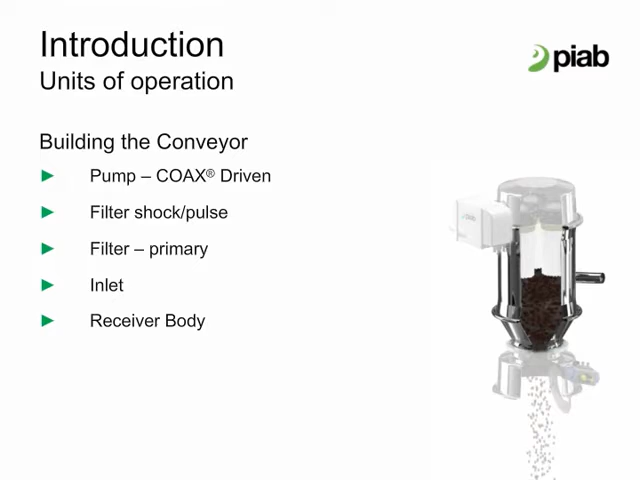 Introduction
Units of operation
piab
Building the Conveyor
► Pump – COAX® Driven
► Filter shock/pulse
► Filter – primary
► Inlet
► Receiver Body
piab